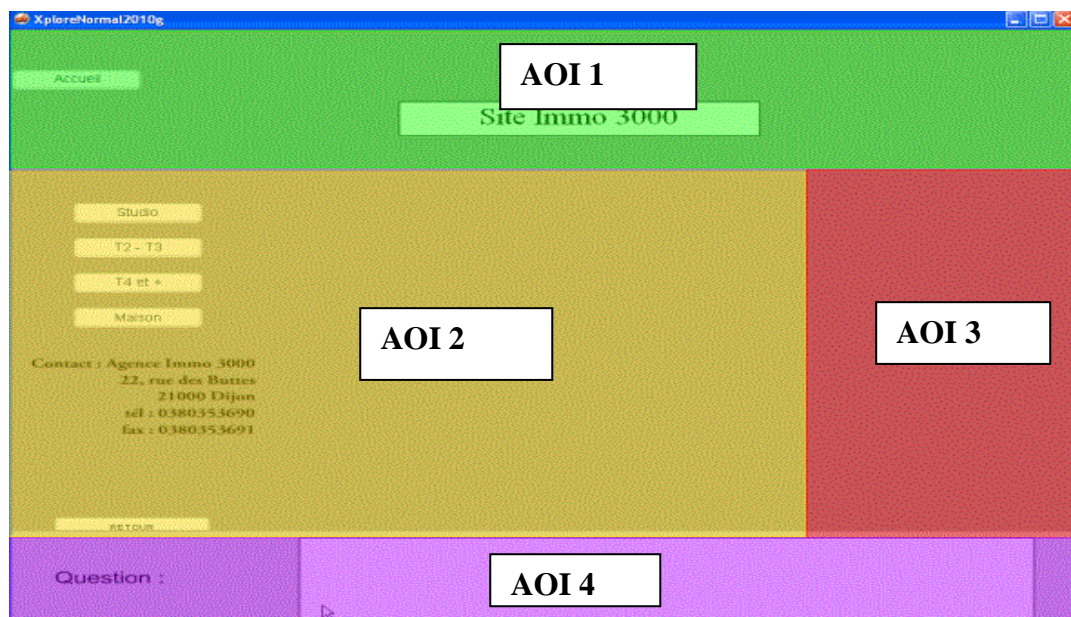 XploreNormal2010g
AOI 1
Accueil
Site Immo 3000
Studio
T2 - T3
T4 et +
Maison
AOI 2
AOI 3
Contact : Agence Immo 3000
22, rue des Buttes
21000 Dijon
tél : 0380353690
fax : 0380353691
RETOUR
Question :
AOI 4